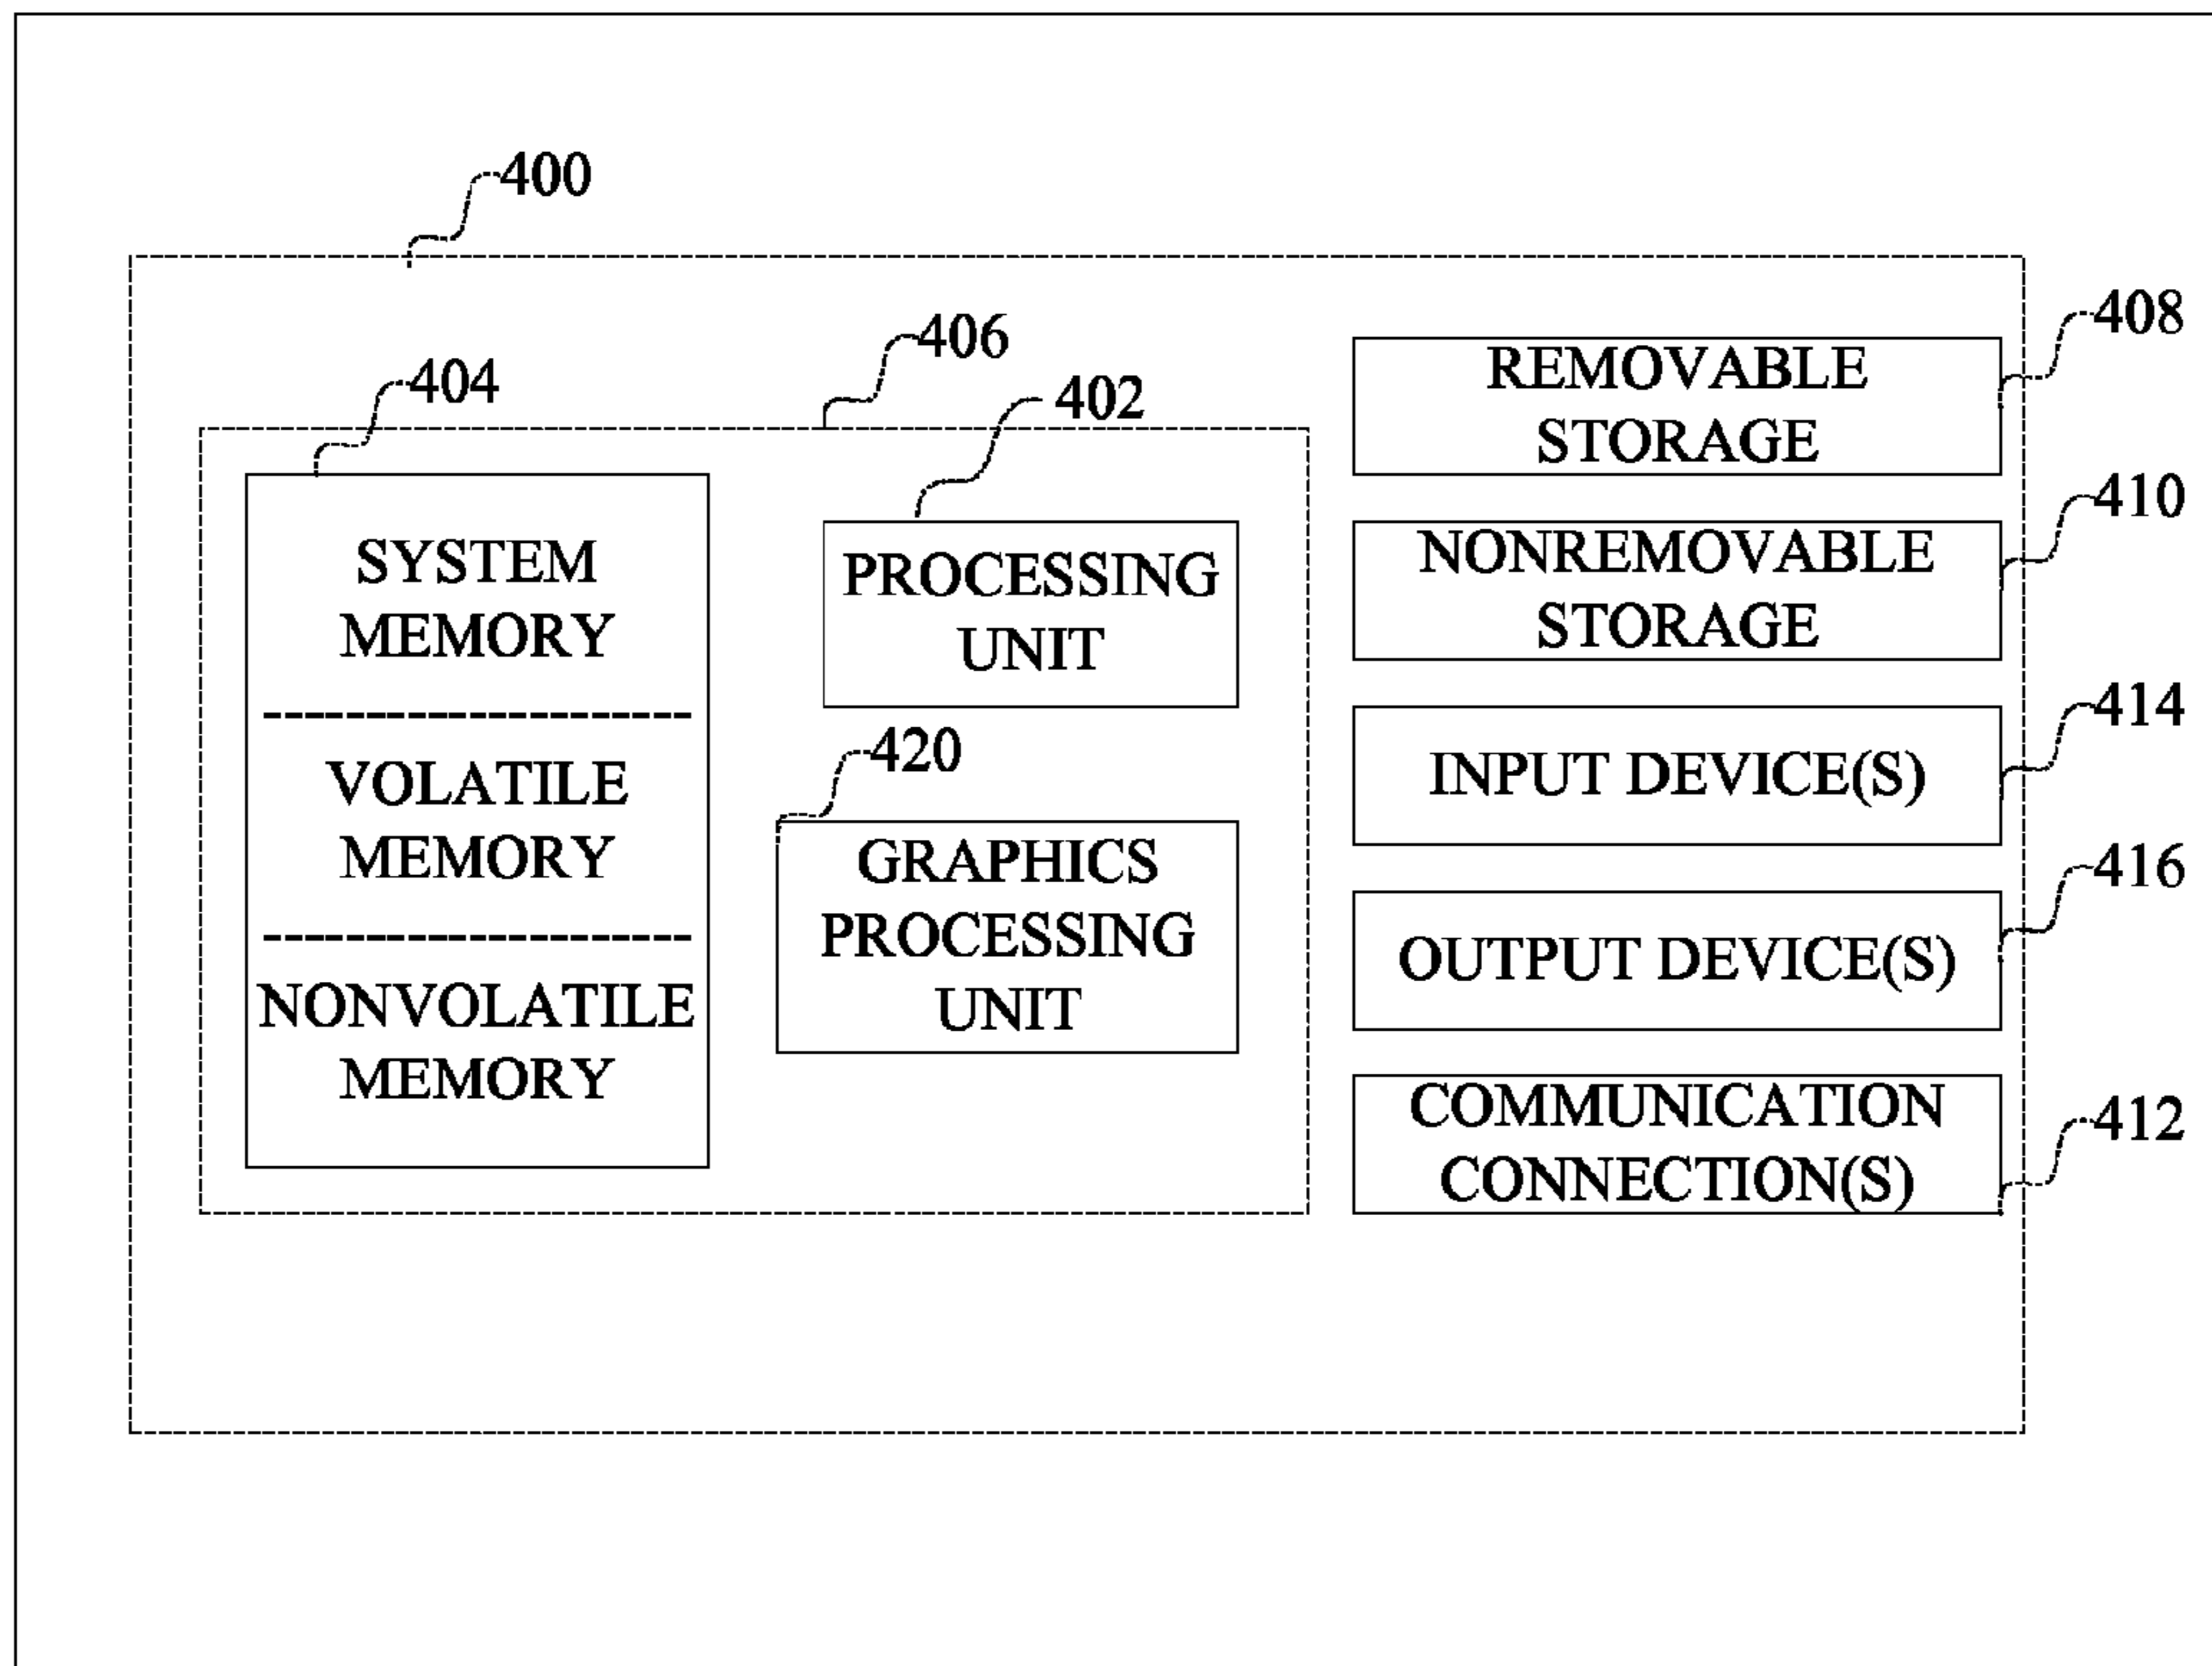 400
406
404
402
408
REMOVABLE
STORAGE
410
SYSTEM
MEMORY
PROCESSING
UNIT
NONREMOVABLE
STORAGE
414
420
VOLATILE
MEMORY
INPUT DEVICE(S)
416
GRAPHICS
PROCESSING
UNIT
OUTPUT DEVICE(S)
NONVOLATILE
MEMORY
412
COMMUNICATION
CONNECTION(S)